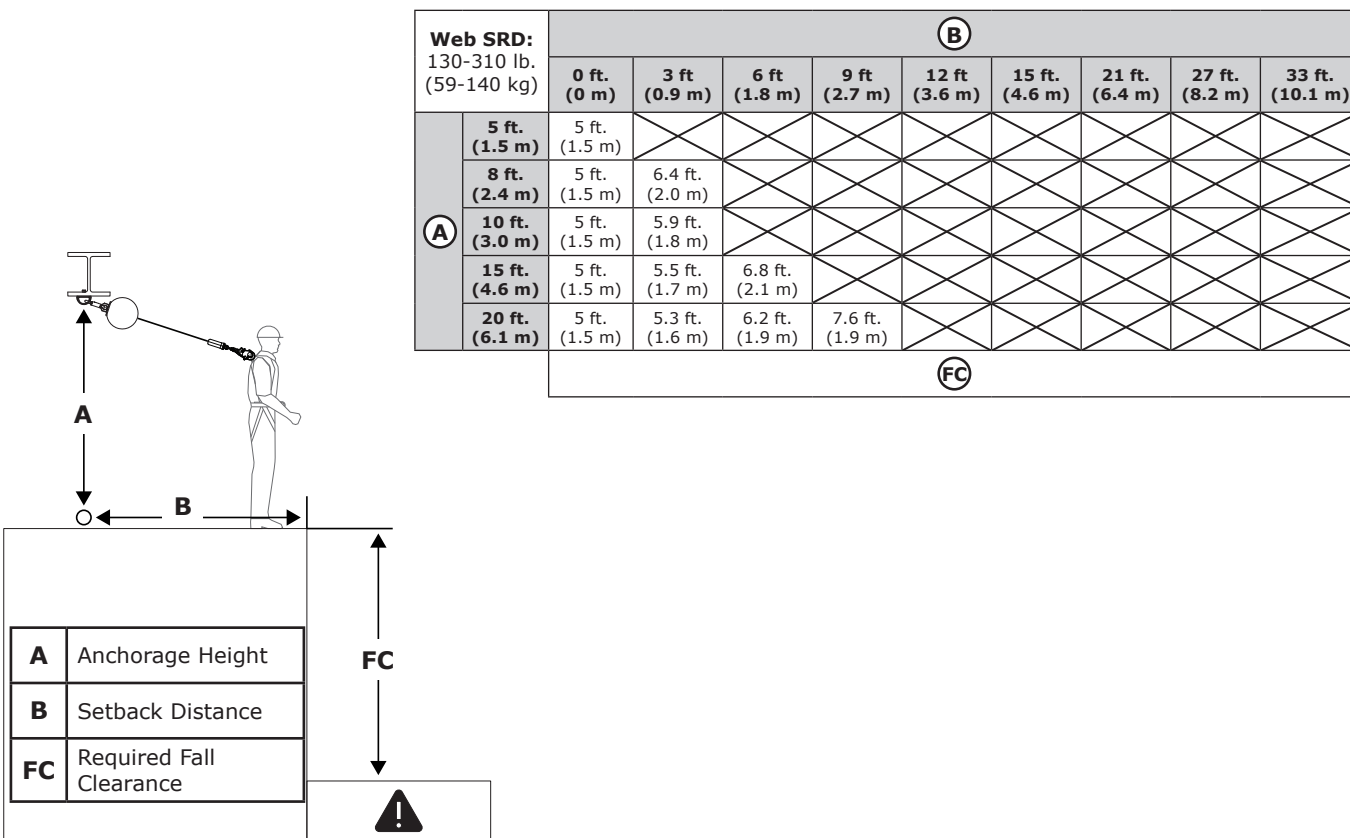 Web SRD:
130-310 lb.
(59-140 kg)
B
0 ft. 3 ft 6 ft 9 ft 12 ft 15 ft. 21 ft. 27 ft. 33 ft.
(0 m) (0.9 m) (1.8 m) (2.7 m) (3.6 m) (4.6 m) (6.4 m) (8.2 m) (10.1 m)
A
5 ft. 5 ft.
(1.5 m) (1.5 m)
8 ft. 5 ft. 6.4 ft.
(2.4 m) (1.5 m) (2.0 m)
10 ft. 5 ft. 5.9 ft.
(3.0 m) (1.5 m) (1.8 m)
15 ft. 5 ft. 5.5 ft. 6.8 ft.
(4.6 m) (1.5 m) (1.7 m) (2.1 m)
20 ft. 5 ft. 5.3 ft. 6.2 ft. 7.6 ft.
(6.1 m) (1.5 m) (1.6 m) (1.9 m) (1.9 m)
FC
A
B
FC
A Anchorage Height
B Setback Distance
FC Required Fall
Clearance
!